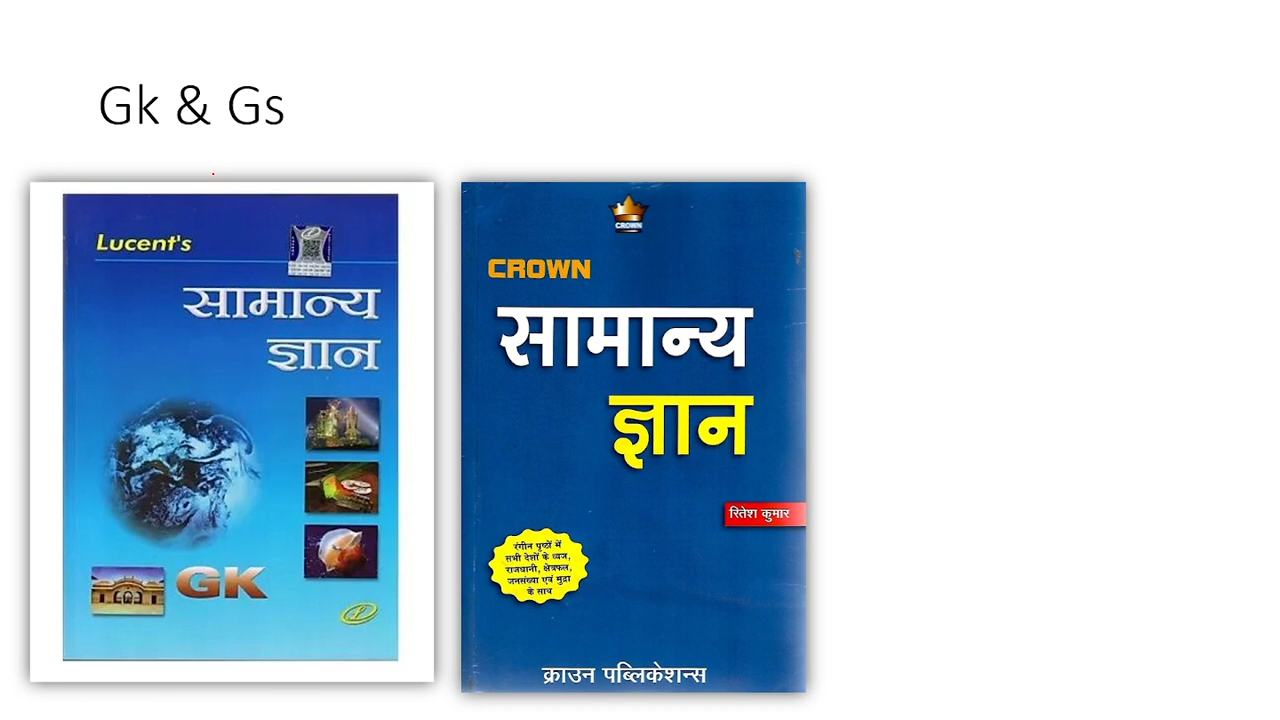 Gk & Gs
Lucent's
सामान्य
ज्ञान
GK
CROWN
CROWN
सामान्य
ज्ञान
रितेश कुमार
रंगीन पृष्ठों में
सभी देशों के ध्वज,
राजधानी, क्षेत्रफल,
जनसंख्या एवं मुद्रा
के साथ
क्राउन पब्लिकेशन्स